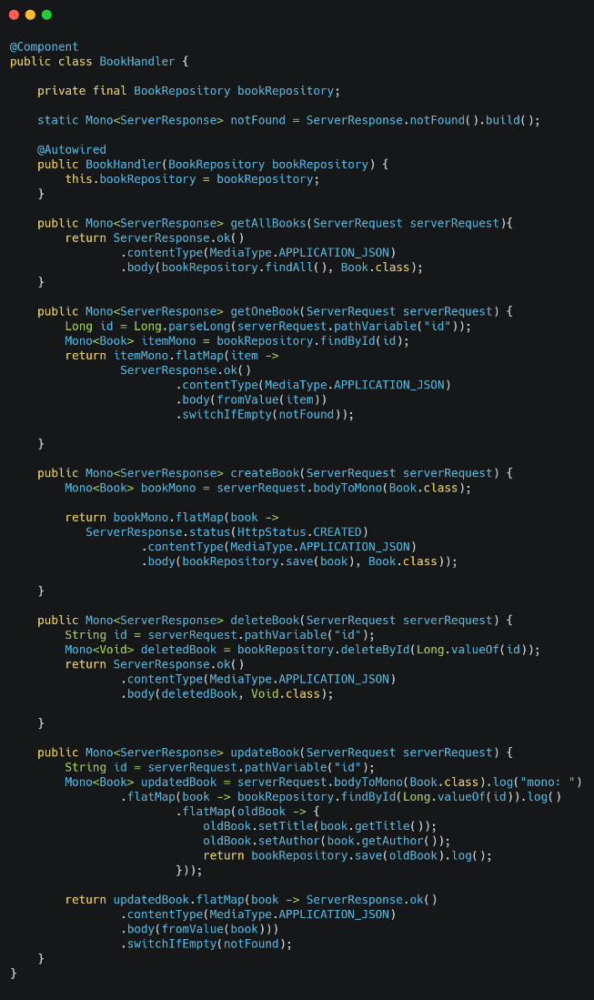 @Component
public class BookHandler {
    private final BookRepository bookRepository;
    static Mono<ServerResponse> notFound = ServerResponse.notFound().build();
    @Autowired
    public BookHandler(BookRepository bookRepository) {
        this.bookRepository = bookRepository;
    }
    public Mono<ServerResponse> getAllBooks(ServerRequest serverRequest){
        return ServerResponse.ok()
                .contentType(MediaType.APPLICATION_JSON)
                .body(bookRepository.findAll(), Book.class);
    }
    public Mono<ServerResponse> getOneBook(ServerRequest serverRequest) {
        Long id = Long.parseLong(serverRequest.pathVariable("id"));
        Mono<Book> itemMono = bookRepository.findById(id);
        return itemMono.flatMap(item ->
                ServerResponse.ok()
                        .contentType(MediaType.APPLICATION_JSON)
                        .body(fromValue(item))
                        .switchIfEmpty(notFound));
    }
    public Mono<ServerResponse> createBook(ServerRequest serverRequest) {
        Mono<Book> bookMono = serverRequest.bodyToMono(Book.class);
        return bookMono.flatMap(book ->
           ServerResponse.status(HttpStatus.CREATED)
                   .contentType(MediaType.APPLICATION_JSON)
                   .body(bookRepository.save(book), Book.class));
    }
    public Mono<ServerResponse> deleteBook(ServerRequest serverRequest) {
        String id = serverRequest.pathVariable("id");
        Mono<Void> deletedBook = bookRepository.deleteById(Long.valueOf(id));
        return ServerResponse.ok()
                .contentType(MediaType.APPLICATION_JSON)
                .body(deletedBook, Void.class);
    }
    public Mono<ServerResponse> updateBook(ServerRequest serverRequest) {
        String id = serverRequest.pathVariable("id");
        Mono<Book> updatedBook = serverRequest.bodyToMono(Book.class).log("mono: ")
                .flatMap(book -> bookRepository.findById(Long.valueOf(id)).log()
                        .flatMap(oldBook -> {
                            oldBook.setTitle(book.getTitle());
                            oldBook.setAuthor(book.getAuthor());
                            return bookRepository.save(oldBook).log();
                        }));
        return updatedBook.flatMap(book -> ServerResponse.ok()
                .contentType(MediaType.APPLICATION_JSON)
                .body(fromValue(book)))
                .switchIfEmpty(notFound);
    }
}